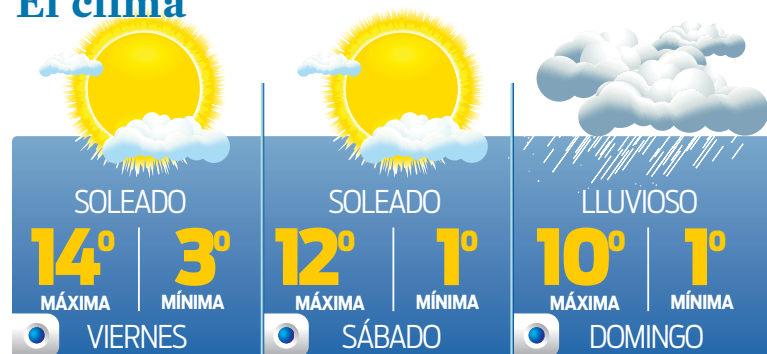 El clima
SOLEADO
14º 3º
MÁXIMA MÍNIMA
VIERNES
SOLEADO
12º 1º
MÁXIMA MÍNIMA
SÁBADO
LLUVIOSO
10º 1º
MÁXIMA MÍNIMA
DOMINGO